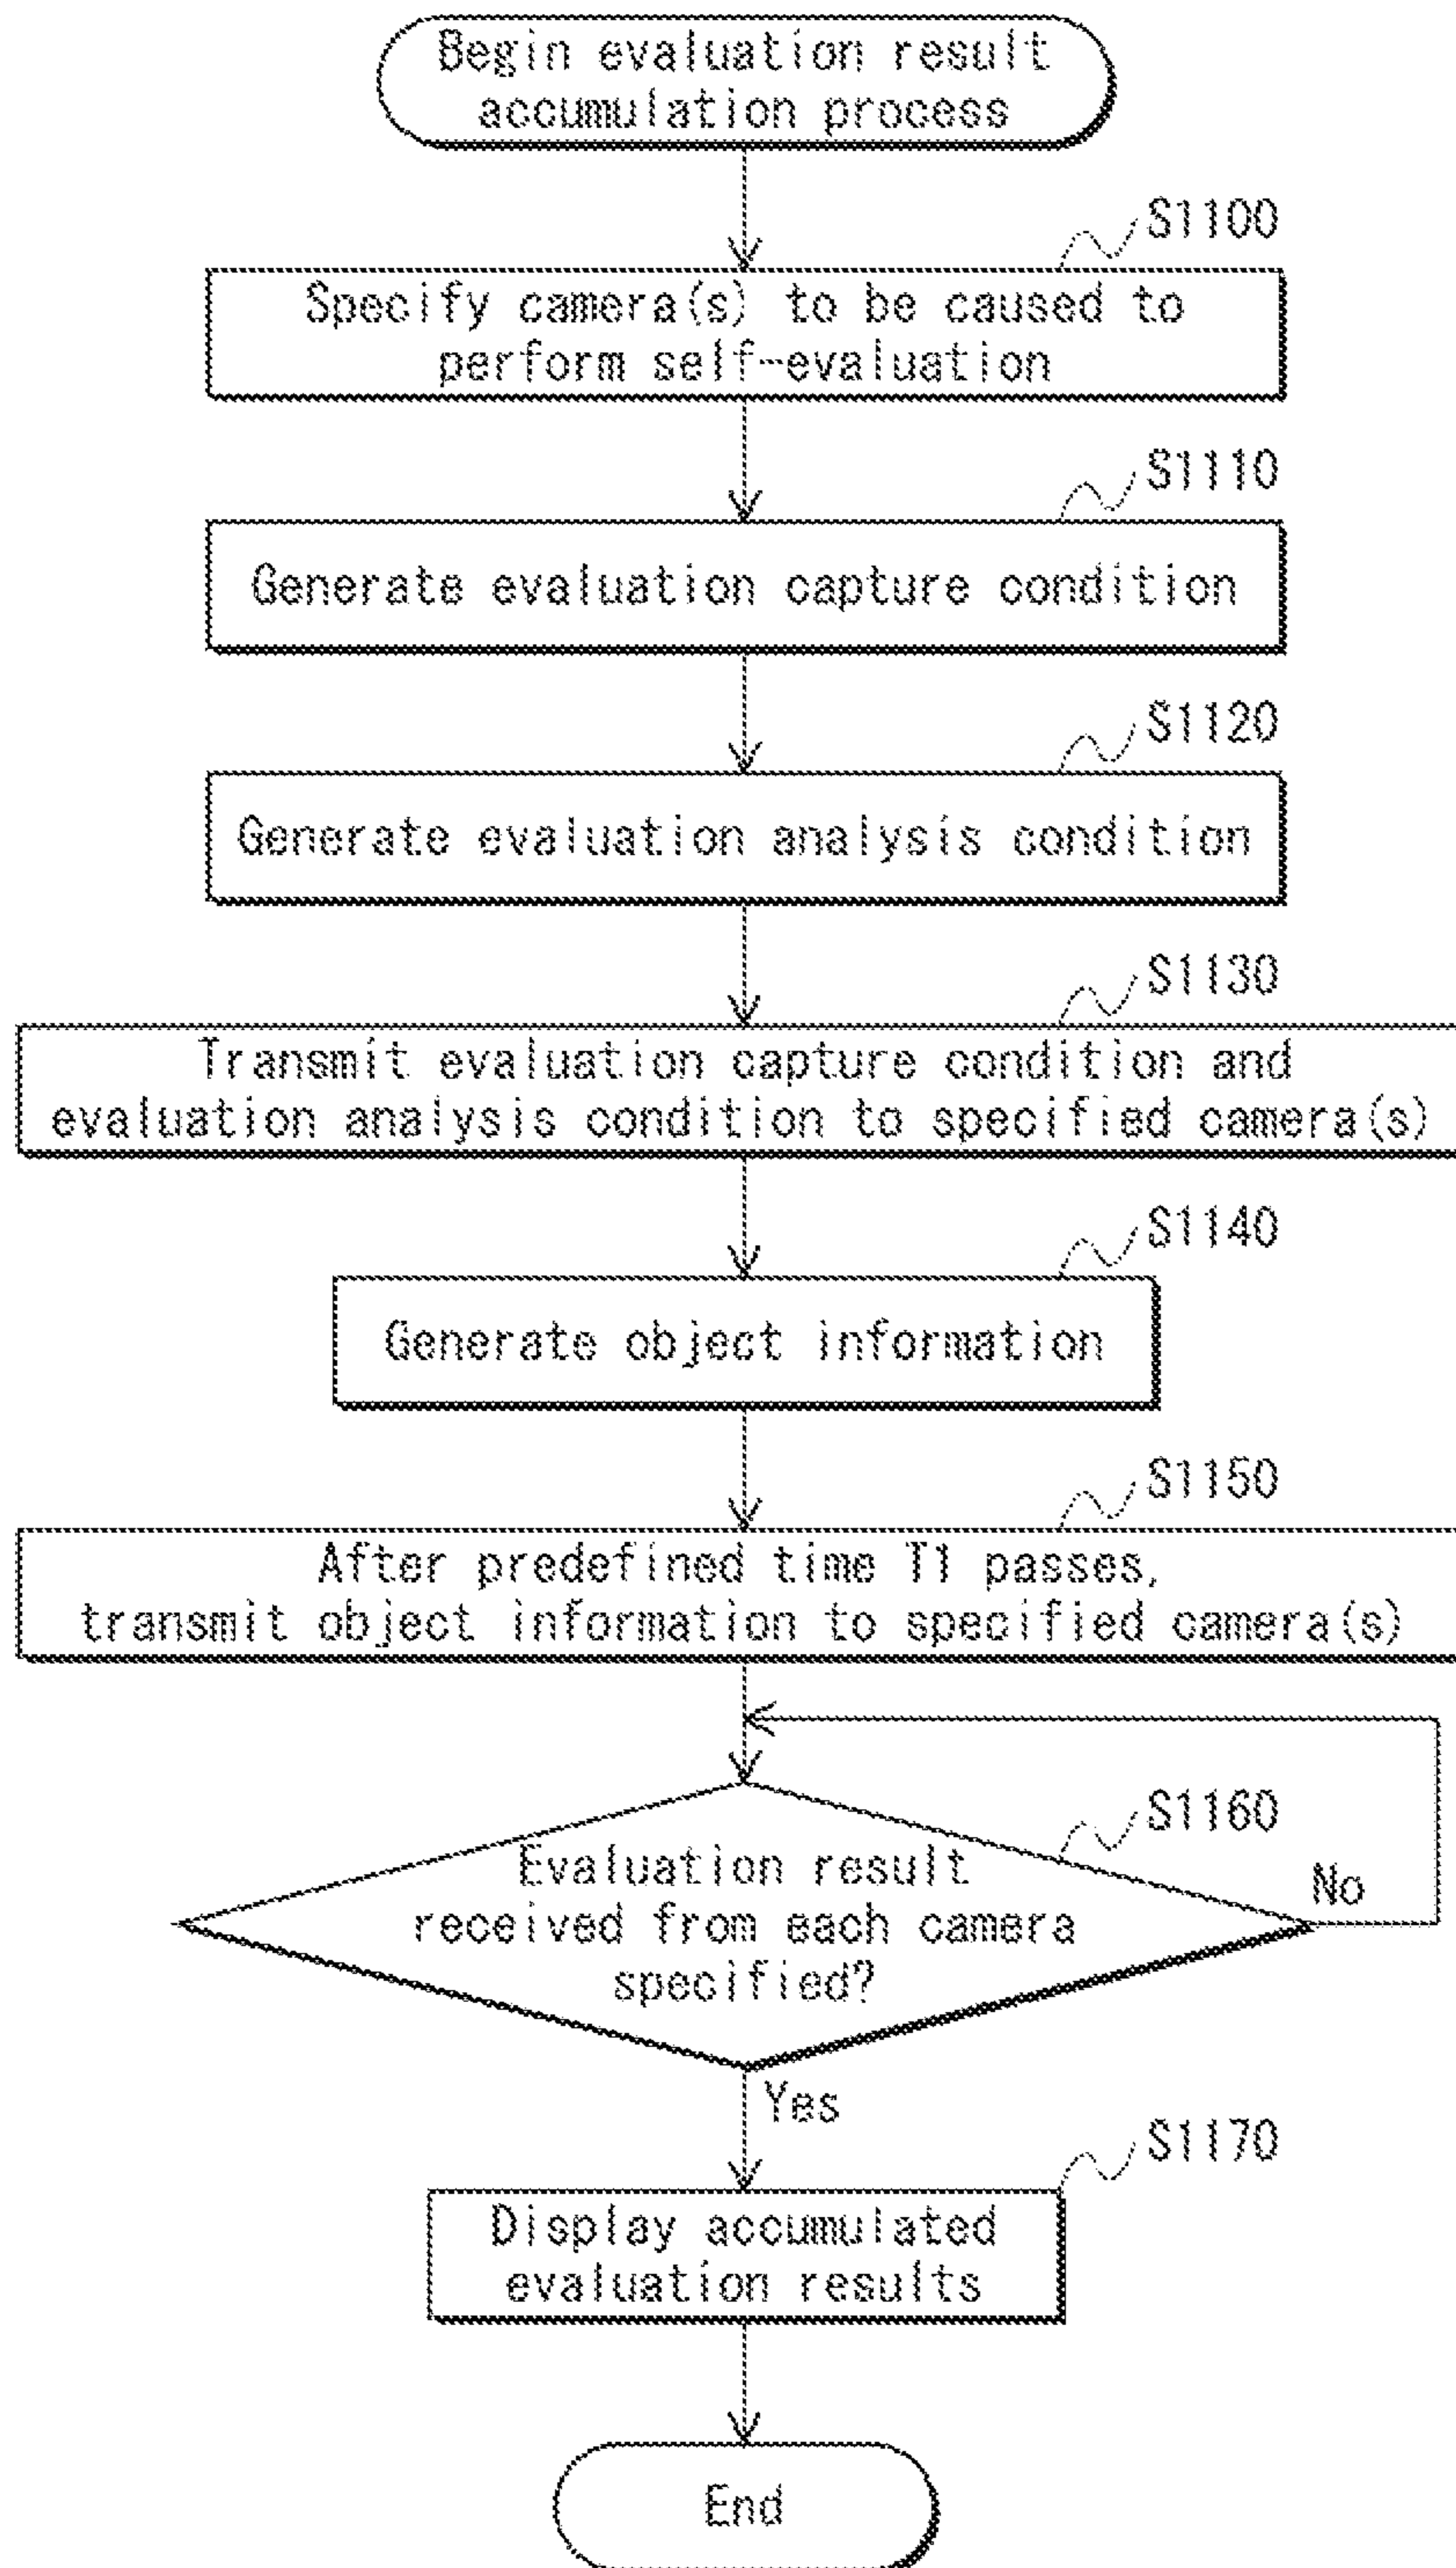 Begin evaluation result
accumulation process
S1100
Specify camera(s) to be caused to
perform self-evaluation
S1110
Generate evaluation capture condition
S1120
Generate evaluation analysis condition
S1130
Transmit evaluation capture condition and
evaluation analysis condition to specified camera(s)
S1140
Generate object information
S1150
After predefined time T1 passes,
transmit object information to specified camera(s)
S1160
Evaluation result
received from each camera
specified?
No
Yes
S1170
Display accumulated
evaluation results
End